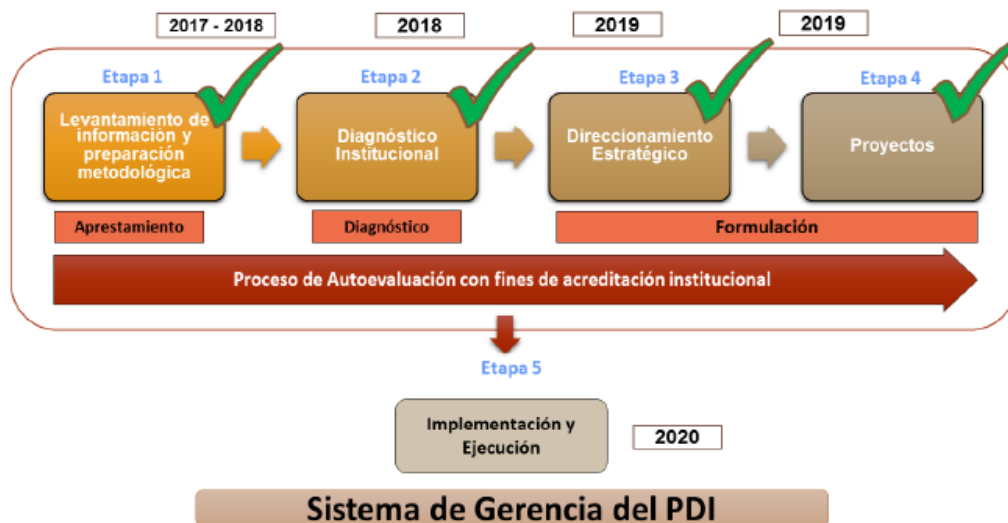 2017 - 2018
2018
2019
2019
Etapa 1
Etapa 2
Etapa 3
Etapa 4
Levantamiento de
información y
preparación
metodológica
Diagnóstico
Institucional
Direccionamiento
Estratégico
Proyectos
Aprestamiento
Diagnóstico
Formulación
Proceso de Autoevaluación con fines de acreditación institucional
Etapa 5
Implementación y
Ejecución
2020
Sistema de Gerencia del PDI